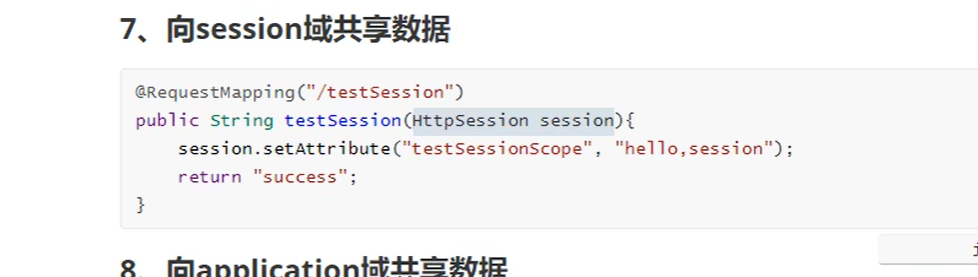 7、向session域共享数据
@RequestMapping("/testSession")
public String testSession(HttpSession session){
    session.setAttribute("testSessionScope", "hello,session");
    return "success";
}
8、向application域共享数据